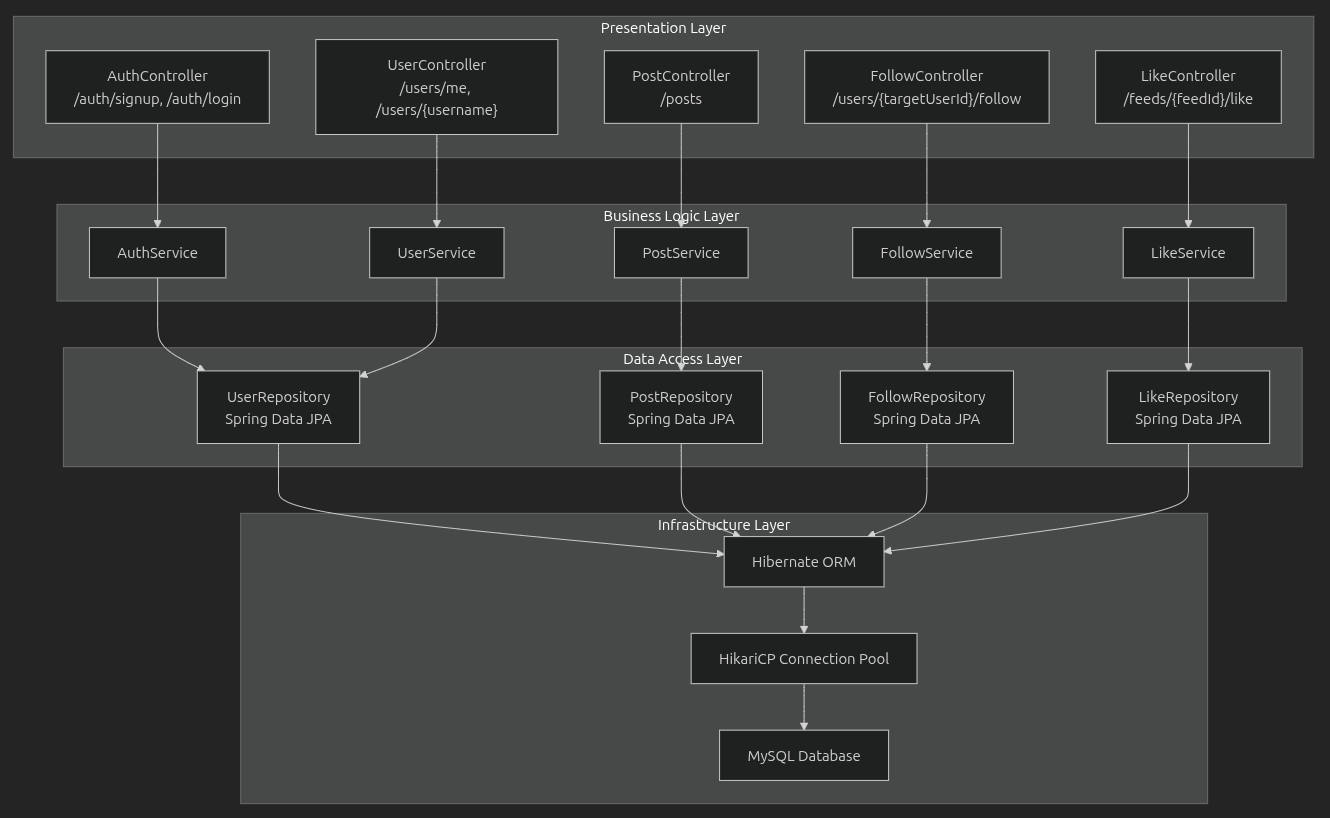 Presentation Layer
AuthController
/auth/signup, /auth/login
UserController
/users/me,
/users/{username}
PostController
/posts
FollowController
/users/{targetUserId}/follow
LikeController
/feeds/{feedId}/like
Business Logic Layer
AuthService
UserService
PostService
FollowService
LikeService
Data Access Layer
UserRepository
Spring Data JPA
PostRepository
Spring Data JPA
FollowRepository
Spring Data JPA
LikeRepository
Spring Data JPA
Infrastructure Layer
Hibernate ORM
HikariCP Connection Pool
MySQL Database